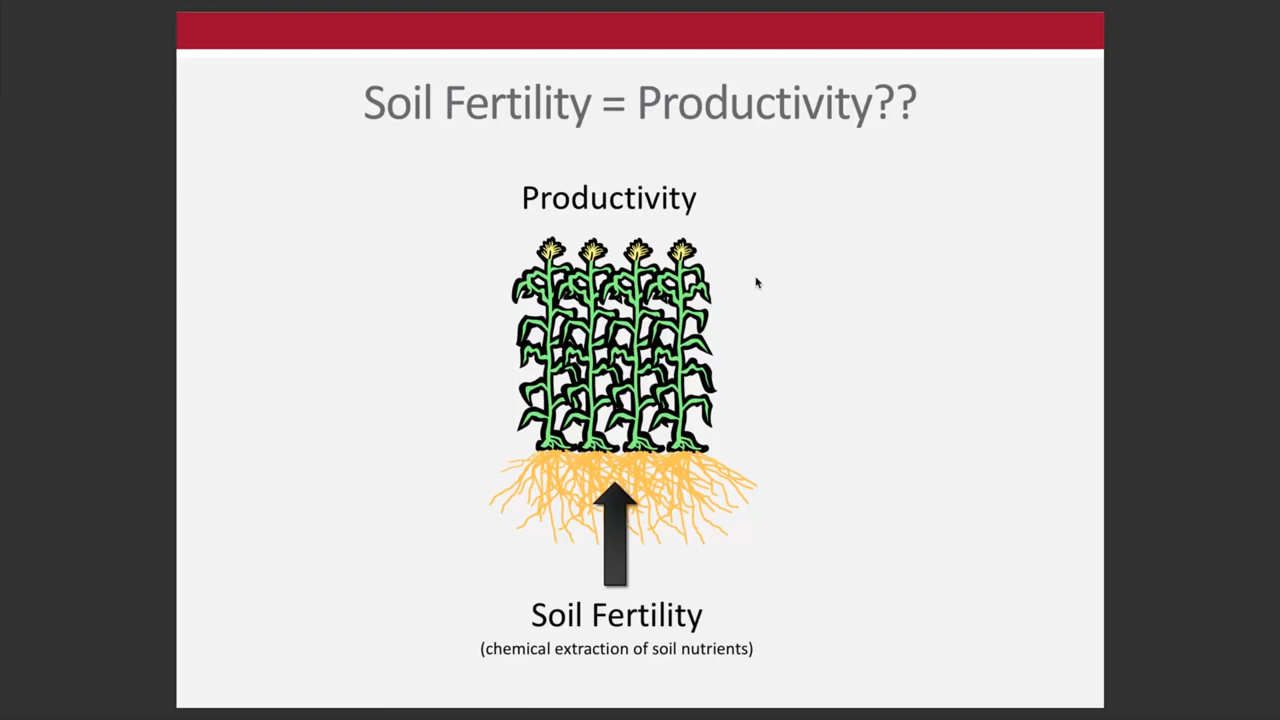 Soil Fertility = Productivity??
Productivity
Soil Fertility
(chemical extraction of soil nutrients)